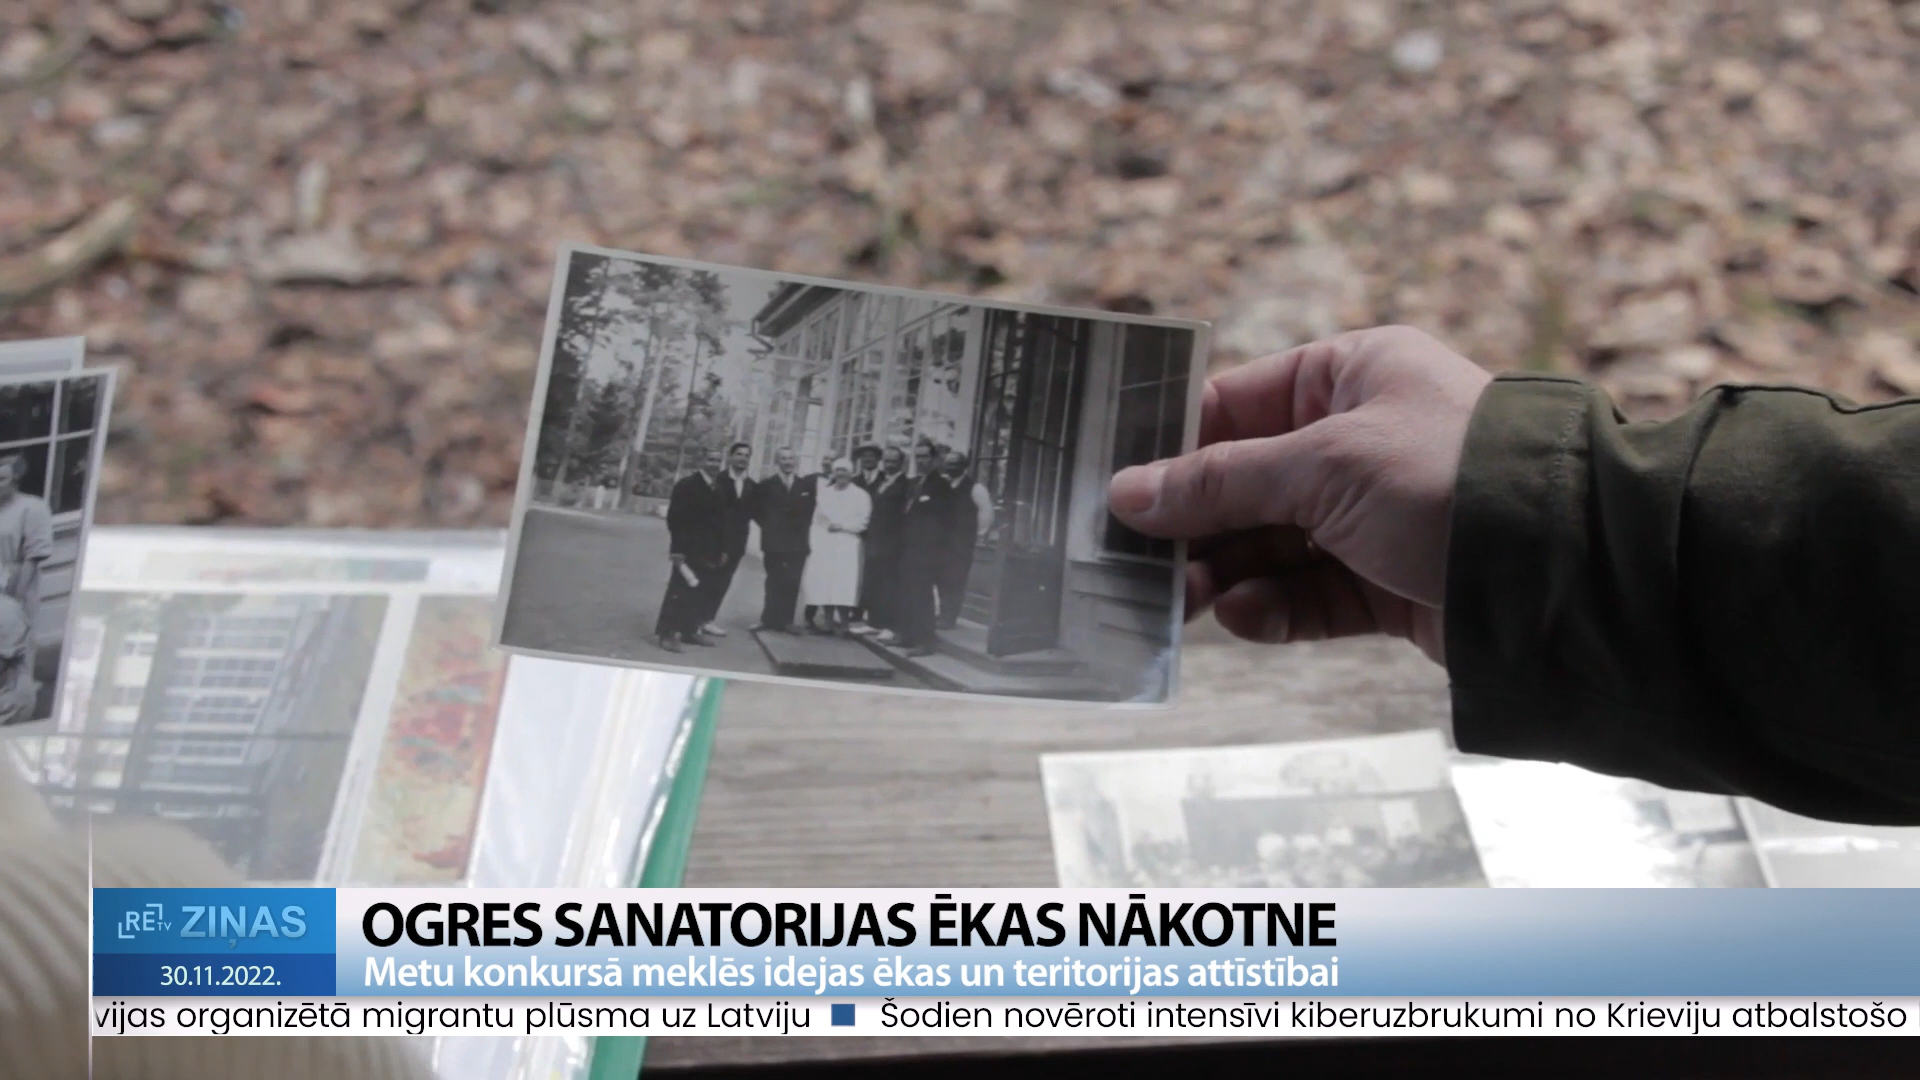 RE TV ZIŅAS
30.11.2022.
OGRES SANATORIJAS ĒKAS NĀKOTNE
Metu konkursā meklēs idejas ēkas un teritorijas attīstībai
vijas organizētā migrantu plūsma uz Latviju Šodien novēroti intensīvi kiberuzbrukumi no Krieviju atbalstošo